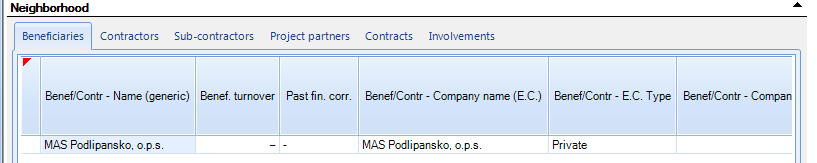 Neighborhood
Beneficiaries Contractors Sub-contractors Project partners Contracts Involvements
Benef/Contr - Name (generic) Benef. turnover Past fin. corr. Benef/Contr - Company name (E.C.) Benef/Contr - E.C. Type Benef/Contr - Compan
MAS Podlipansko, o.p.s. – - MAS Podlipansko, o.p.s. Private